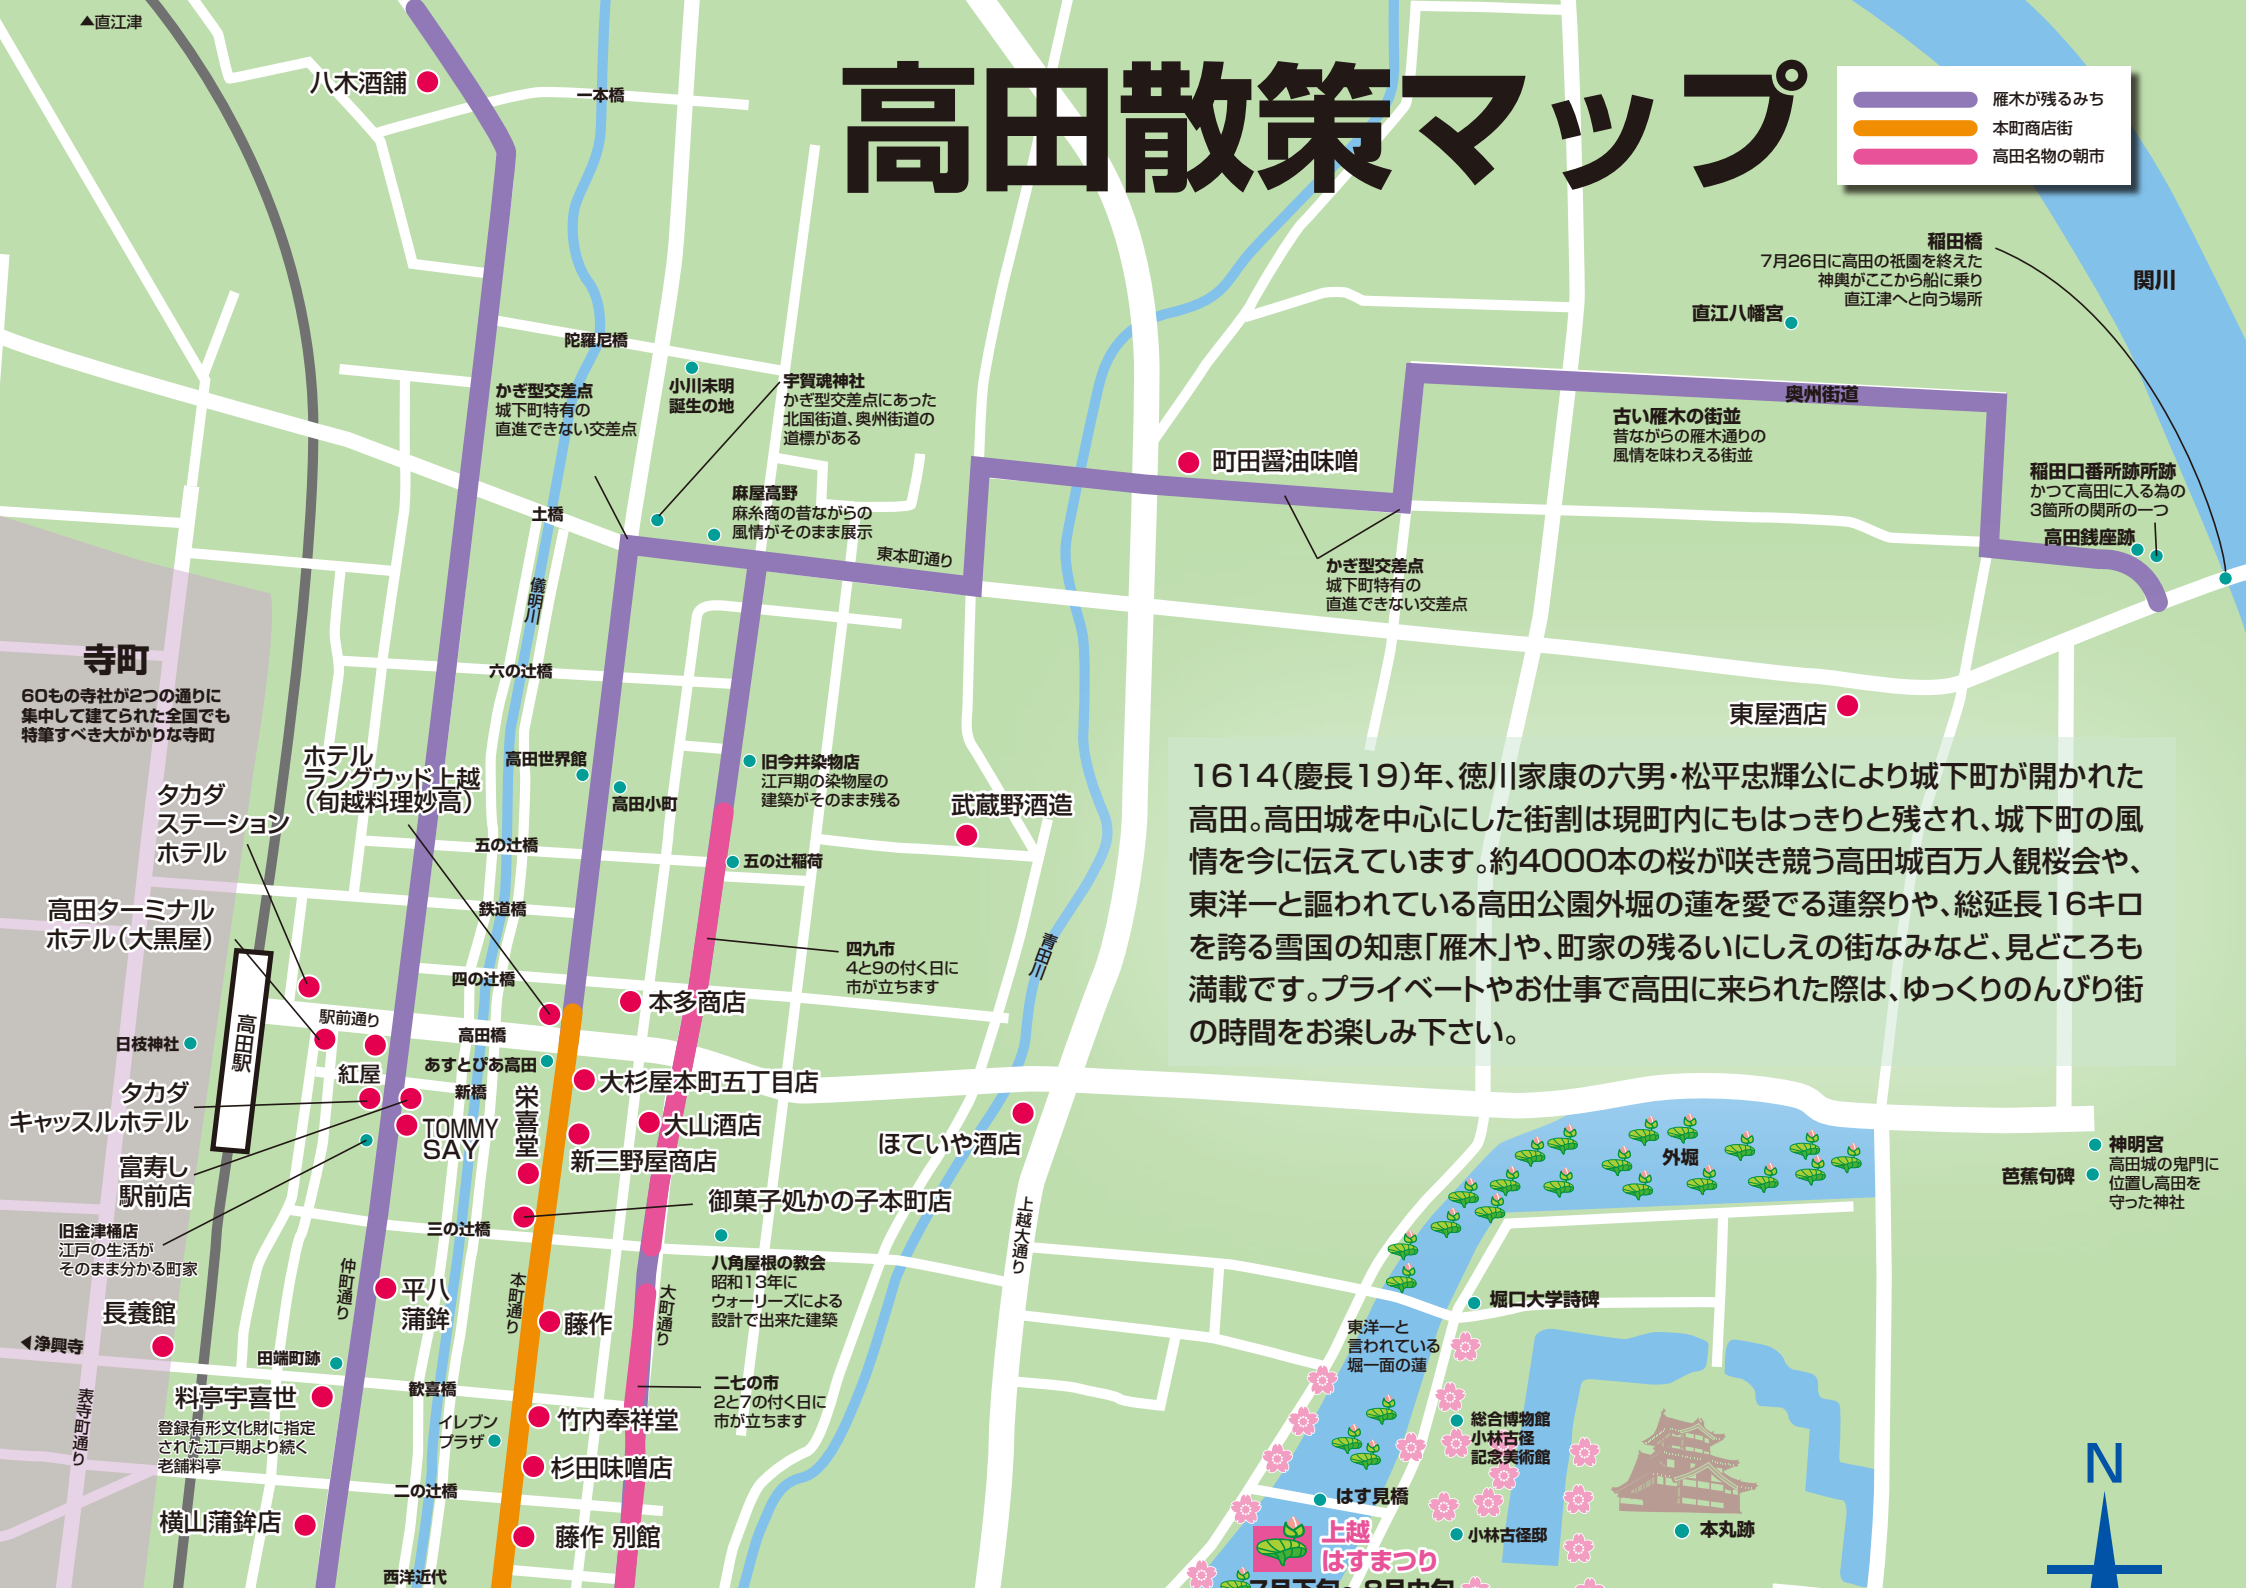 ▲直江津
高田散策マップ
雁木が残るみち
本町商店街
高田名物の朝市
八木酒舗
一本橋
稲田橋
7月26日に高田の祇園を終えた
神輿がここから船に乗り
直江津へと向う場所
関川
直江八幡宮
陀羅尼橋
小川未明
誕生の地
宇賀魂神社
かぎ型交差点にあった
北国街道、奥州街道の
道標がある
かぎ型交差点
城下町特有の
直進できない交差点
奥州街道
古い雁木の街並
昔ながらの雁木通りの
風情を味わえる街並
町田醤油味噌
稲田口番所跡所跡
かつて高田に入る為の
3箇所の関所の一つ
高田銭座跡
麻屋高野
麻糸商の昔ながらの
風情がそのまま展示
土橋
東本町通り
かぎ型交差点
城下町特有の
直進できない交差点
儀明川
寺町
60もの寺社が2つの通りに
集中して建てられた全国でも
特筆すべき大がかりな寺町
六の辻橋
東屋酒店
ホテル
ラングウッド上越
（旬越料理妙高）
高田世界館
高田小町
旧今井染物店
江戸期の染物屋の
建築がそのまま残る
タカダ
ステーション
ホテル
武蔵野酒造
五の辻橋
五の辻稲荷
1614（慶長19）年、徳川家康の六男・松平忠輝公により城下町が開かれた
高田。高田城を中心にした街割は現町内にもはっきりと残され、城下町の風
情を今に伝えています。約4000本の桜が咲き競う高田城百万人観桜会や、
東洋一と謳われている高田公園外堀の蓮を愛でる蓮祭りや、総延長16キロ
を誇る雪国の知恵「雁木」や、町家の残るいにしえの街なみなど、見どころも
満載です。プライベートやお仕事で高田に来られた際は、ゆっくりのんびり街
の時間をお楽しみ下さい。
高田ターミナル
ホテル（大黒屋）
鉄道橋
四九市
4と9の付く日に
市が立ちます
青田川
四の辻橋
本多商店
高田駅
駅前通り
高田橋
日枝神社
あすとぴあ高田
紅屋
新橋
大杉屋本町五丁目店
タカダ
キャッスルホテル
TOMMY
SAY
栄喜堂
大山酒店
ほていや酒店
新三野屋商店
富寿し
駅前店
御菓子処かの子本町店
外堀
神明宮
高田城の鬼門に
位置し高田を
守った神社
芭蕉句碑
旧金津桶店
江戸の生活が
そのまま分かる町家
三の辻橋
上越大通り
八角屋根の教会
昭和13年に
ウォーリーズによる
設計で出来た建築
仲町通り
本町通り
大町通り
平八
蒲鉾
藤作
長養館
◀浄興寺
堀口大学詩碑
東洋一と
言われている
堀一面の蓮
田端町跡
歓喜橋
二七の市
2と7の付く日に
市が立ちます
料亭宇喜世
登録有形文化財に指定
された江戸期より続く
老舗料亭
表寺町通り
イレブン
プラザ
竹内奉祥堂
杉田味噌店
総合博物館
小林古径
記念美術館
二の辻橋
はす見橋
横山蒲鉾店
藤作 別館
上越
はすまつり
7月下旬～8月中旬
小林古径邸
本丸跡
N
西洋近代